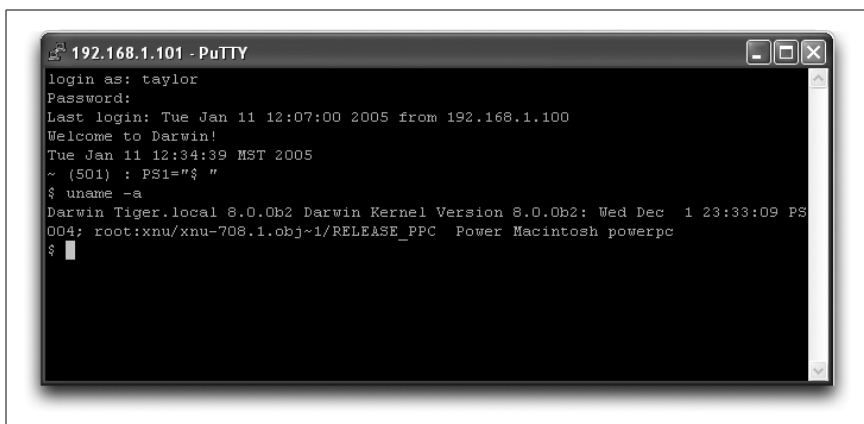 192.168.1.101 - PuTTY
login as: taylor
Password:
Last login: Tue Jan 11 12:07:00 2005 from 192.168.1.100
Welcome to Darwin!
Tue Jan 11 12:34:39 MST 2005
~ (501) : PS1="$ "
$ uname -a
Darwin Tiger.local 8.0.0b2 Darwin Kernel Version 8.0.0b2: Wed Dec  1 23:33:09 PS
004; root:xnu/xnu-708.1.obj~1/RELEASE_PPC  Power Macintosh powerpc
$